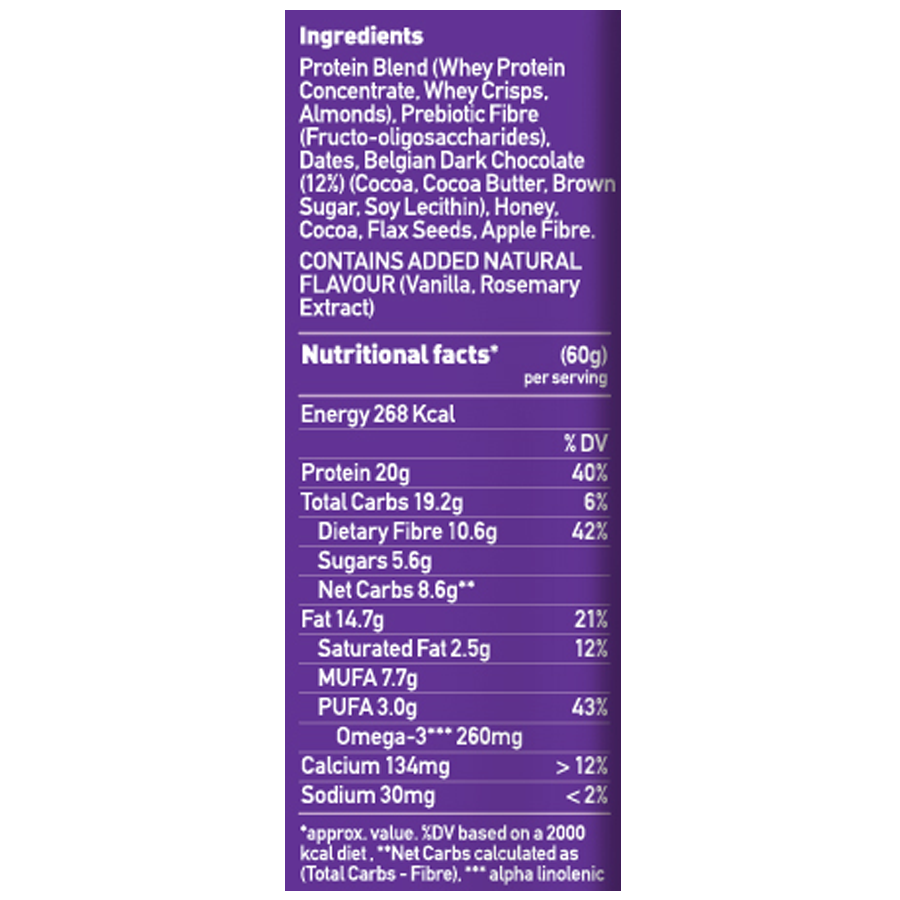 Ingredients
Protein Blend (Whey Protein
Concentrate, Whey Crisps,
Almonds), Prebiotic Fibre
(Fructo-oligosaccharides),
Dates, Belgian Dark Chocolate
(12%) (Cocoa, Cocoa Butter, Brown
Sugar, Soy Lecithin), Honey,
Cocoa, Flax Seeds, Apple Fibre.
CONTAINS ADDED NATURAL
FLAVOUR (Vanilla, Rosemary
Extract)
Nutritional facts* (60g)
per serving
Energy 268 Kcal
% DV
Protein 20g 40%
Total Carbs 19.2g 6%
Dietary Fibre 10.6g 42%
Sugars 5.6g
Net Carbs 8.6g**
Fat 14.7g 21%
Saturated Fat 2.5g 12%
MUFA 7.7g
PUFA 3.0g 43%
Omega-3*** 260mg
Calcium 134mg > 12%
Sodium 30mg < 2%
*approx. value. %DV based on a 2000
kcal diet , **Net Carbs calculated as
(Total Carbs - Fibre), *** alpha linolenic